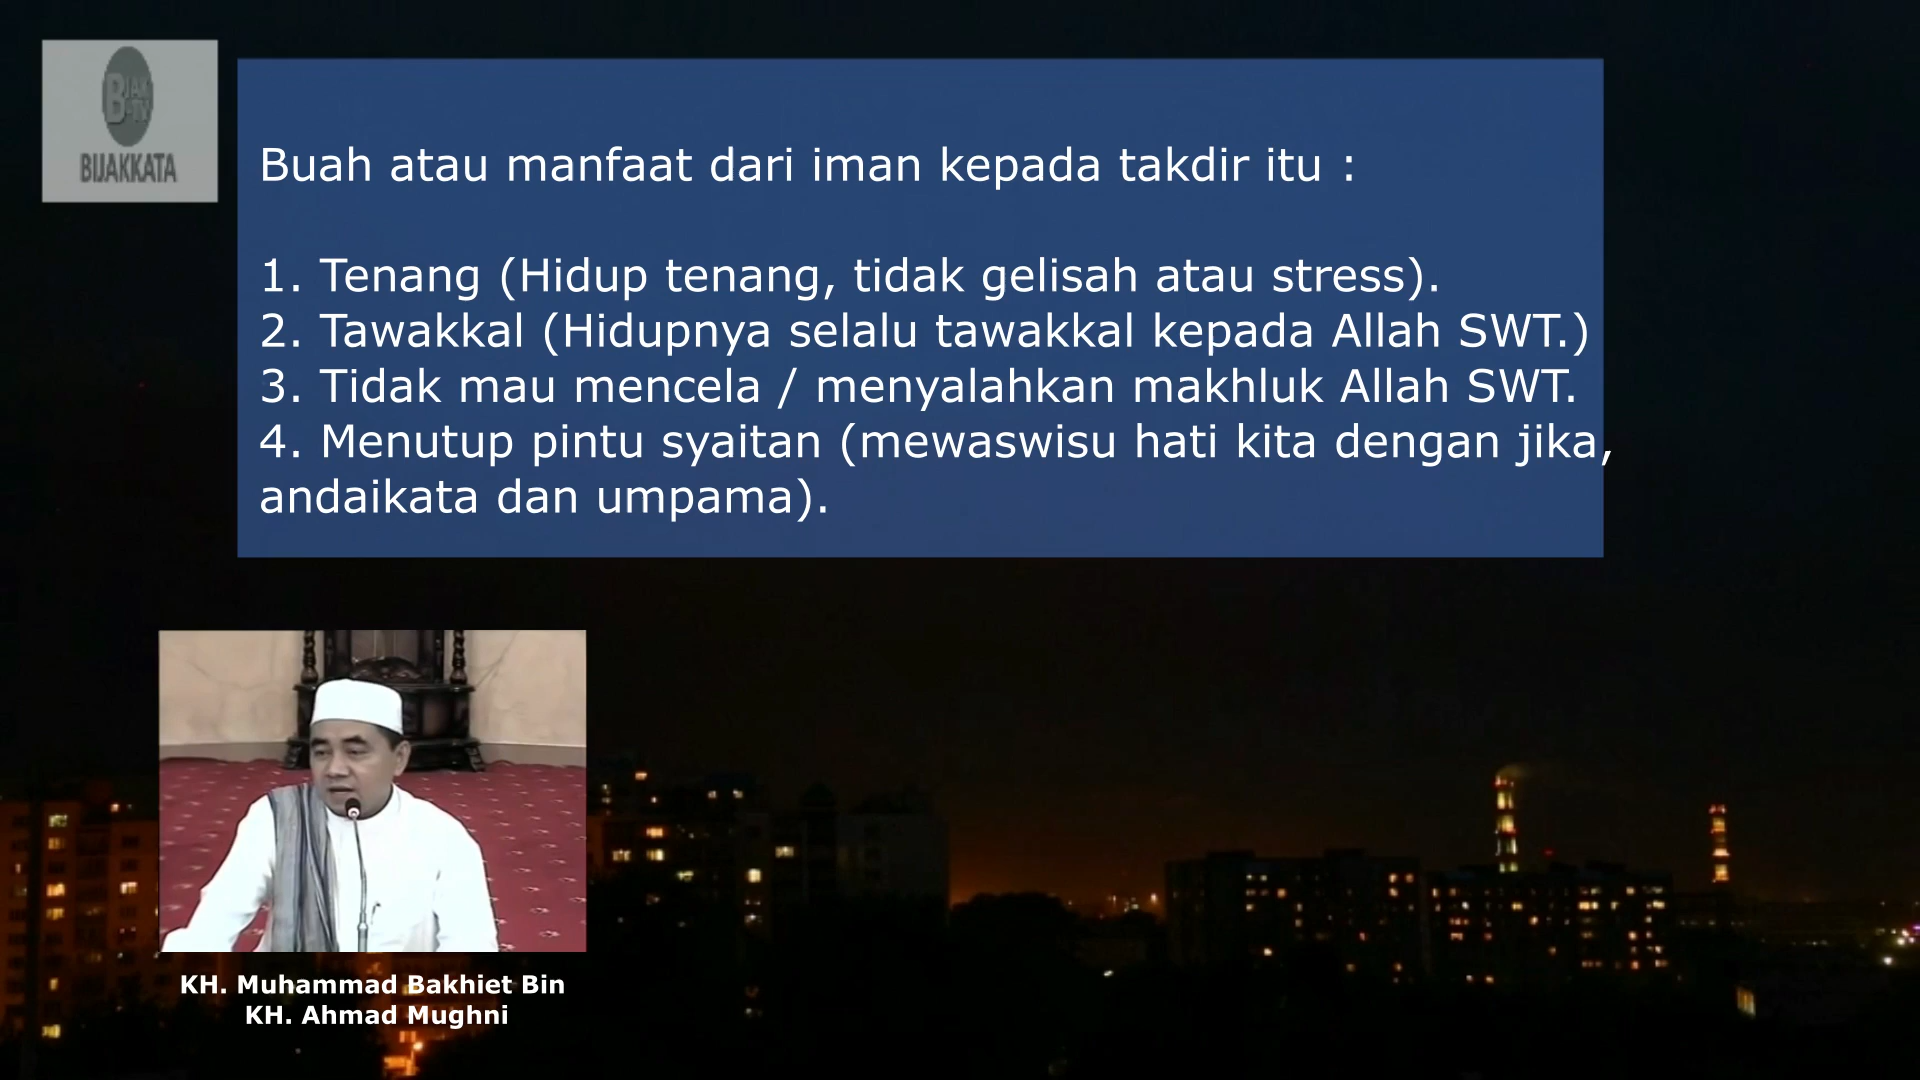 BIJAK
BIJAKKATA
Buah atau manfaat dari iman kepada takdir itu :
1. Tenang (Hidup tenang, tidak gelisah atau stress).
2. Tawakkal (Hidupnya selalu tawakkal kepada Allah SWT.)
3. Tidak mau mencela / menyalahkan makhluk Allah SWT.
4. Menutup pintu syaitan (mewaswisu hati kita dengan jika,
andaikata dan umpama).
KH. Muhammad Bakhiet Bin
KH. Ahmad Mughni